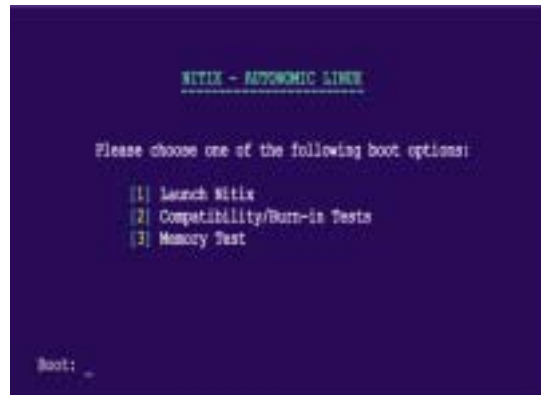 NITIX - AUTONOMIC LINUX
Please choose one of the following boot options:
[1] Launch Nitix
[2] Compatibility/Burn-in Tests
[3] Memory Test
Boot: _